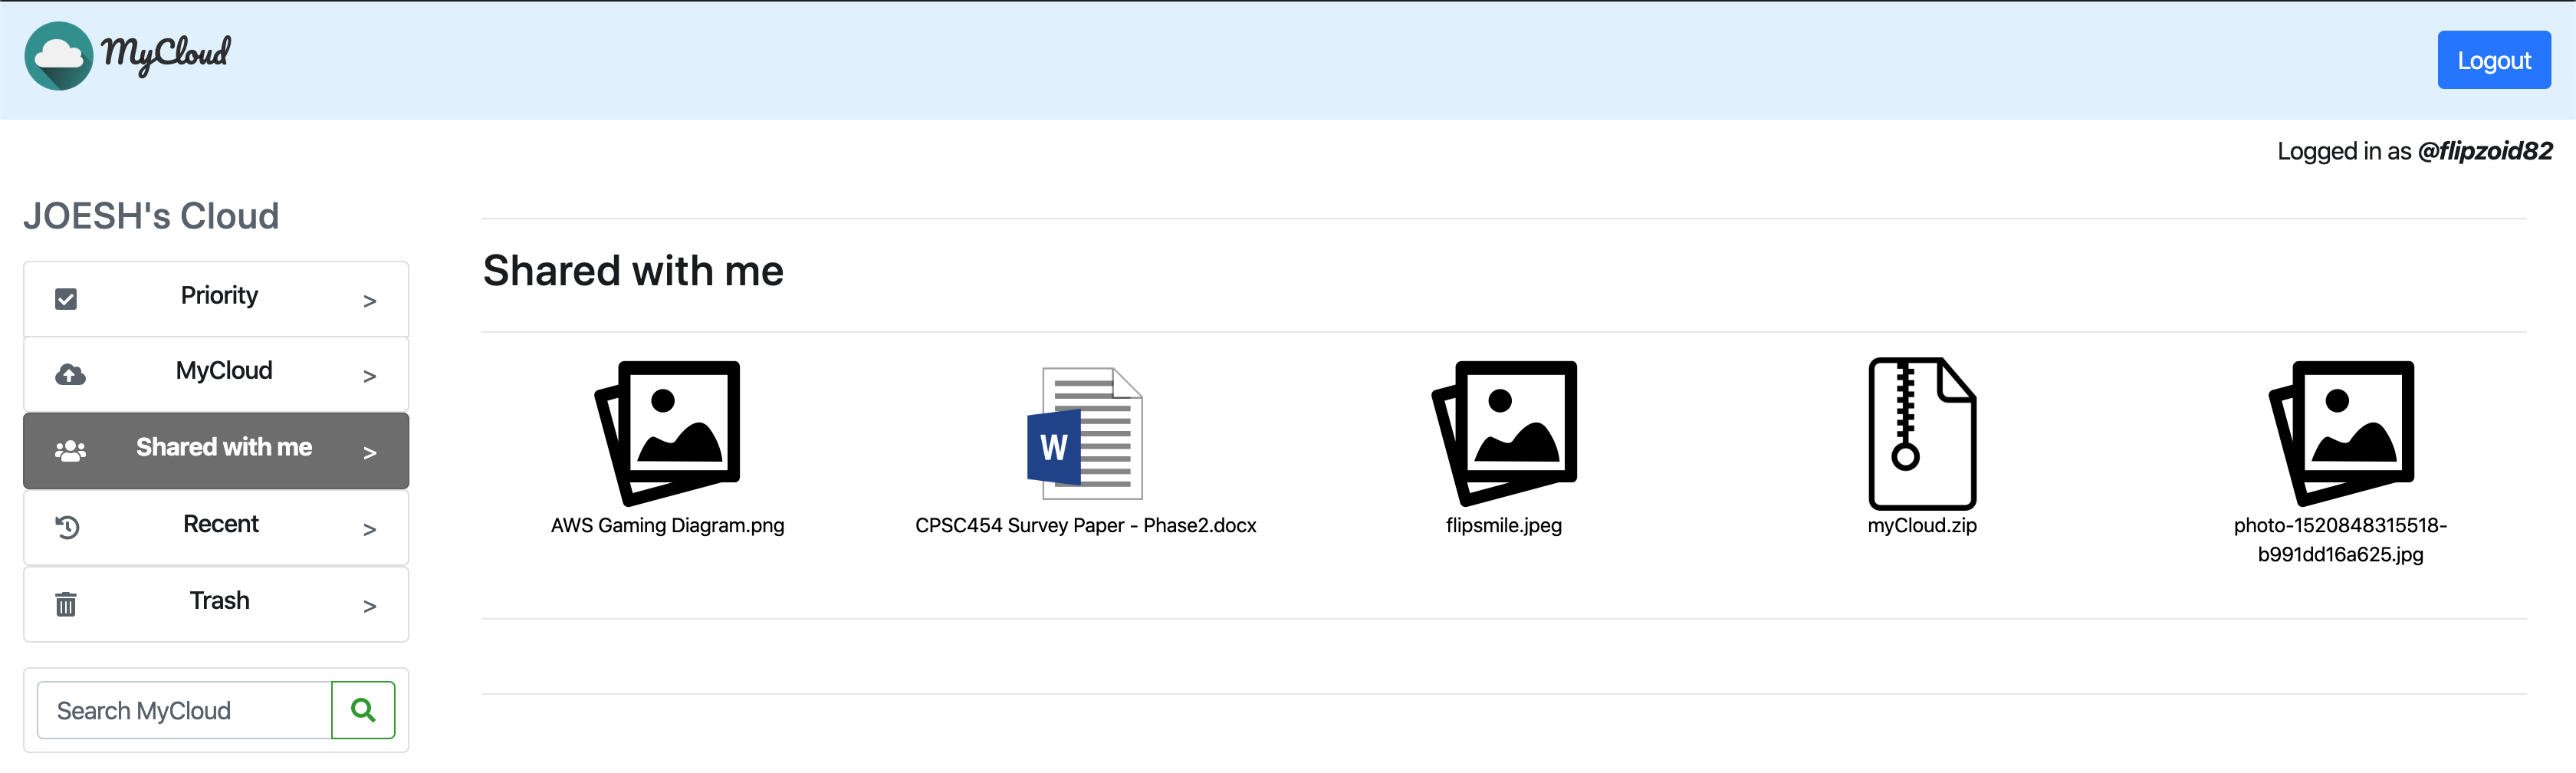 MyCloud
Logout
Logged in as @flipzoid82
JOESH's Cloud
Priority >
MyCloud >
Shared with me >
Recent >
Trash >
Search MyCloud
Shared with me
W
AWS Gaming Diagram.png
CPSC454 Survey Paper - Phase2.docx
flipsmile.jpeg
myCloud.zip
photo-1520848315518-
b991dd16a625.jpg